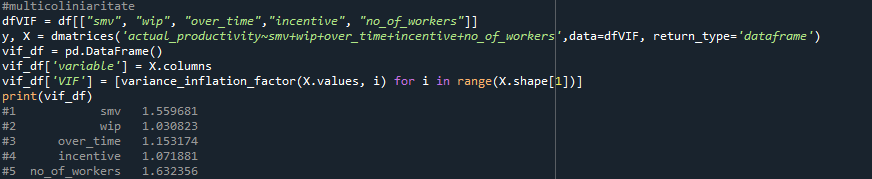 #multicoliniaritate
dfVIF = df[["smv", "wip", "over_time","incentive", "no_of_workers"]]
y, X = dmatrices('actual_productivity~smv+wip+over_time+incentive+no_of_workers',data=dfVIF, return_type='dataframe')
vif_df = pd.DataFrame()
vif_df['variable'] = X.columns
vif_df['VIF'] = [variance_inflation_factor(X.values, i) for i in range(X.shape[1])]
print(vif_df)
#1 smv 1.559681
#2 wip 1.030823
#3 over_time 1.153174
#4 incentive 1.071881
#5 no_of_workers 1.632356